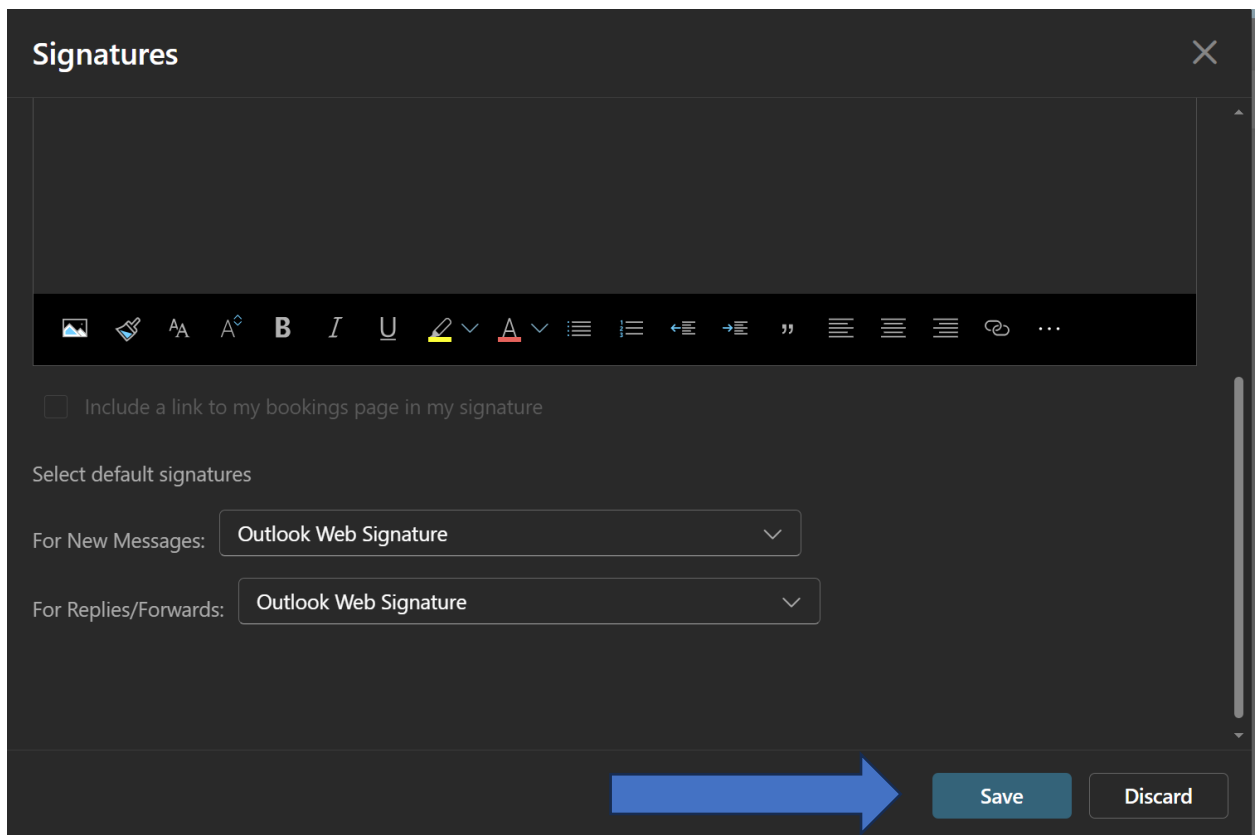 Signatures
Include a link to my bookings page in my signature
Select default signatures
For New Messages: Outlook Web Signature
For Replies/Forwards: Outlook Web Signature
Save Discard